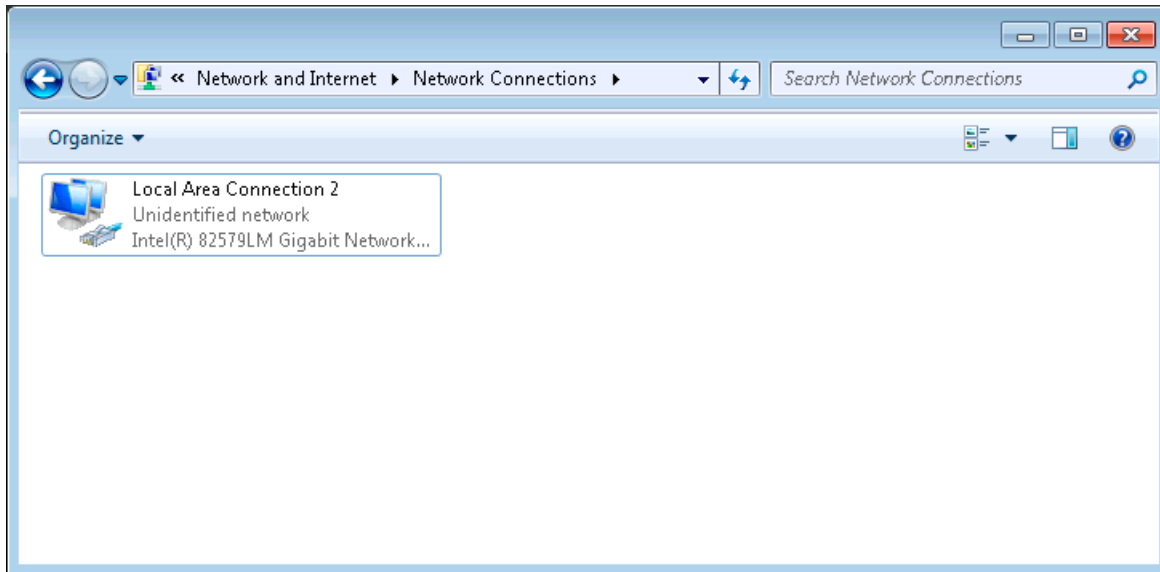 « Network and Internet ▸ Network Connections ▸
Search Network Connections
Organize
Local Area Connection 2
Unidentified network
Intel(R) 82579LM Gigabit Network...